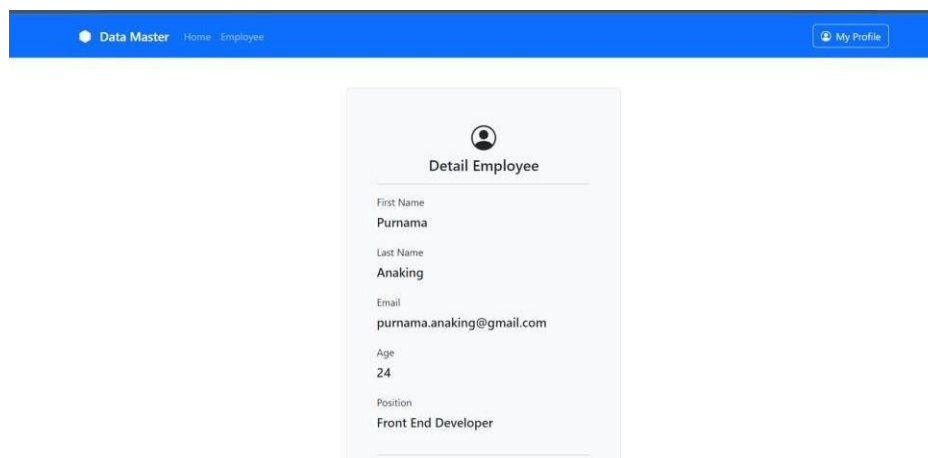 Data Master Home Employee My Profile
Detail Employee
First Name
Purnama
Last Name
Anaking
Email
purnama.anaking@gmail.com
Age
24
Position
Front End Developer